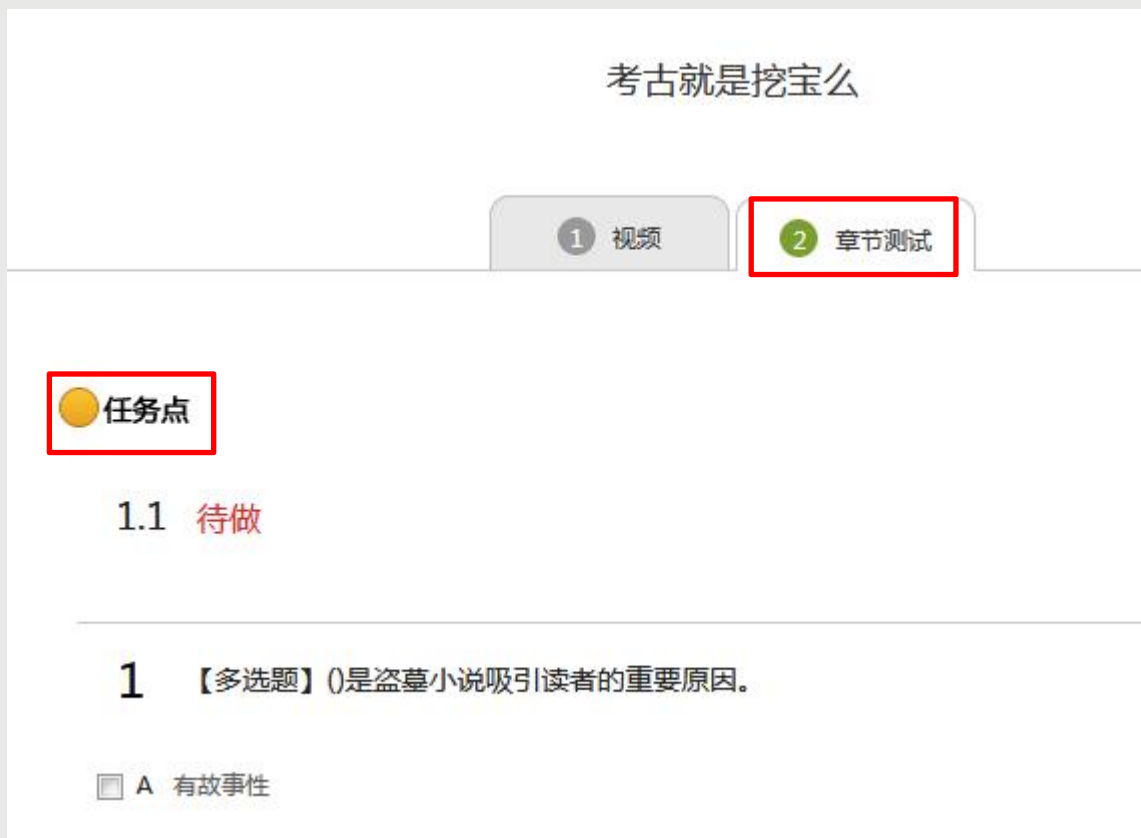 考古就是挖宝么
1 视频
2 章节测试
任务点
1.1 待做
1 【多选题】()是盗墓小说吸引读者的重要原因。
A 有故事性